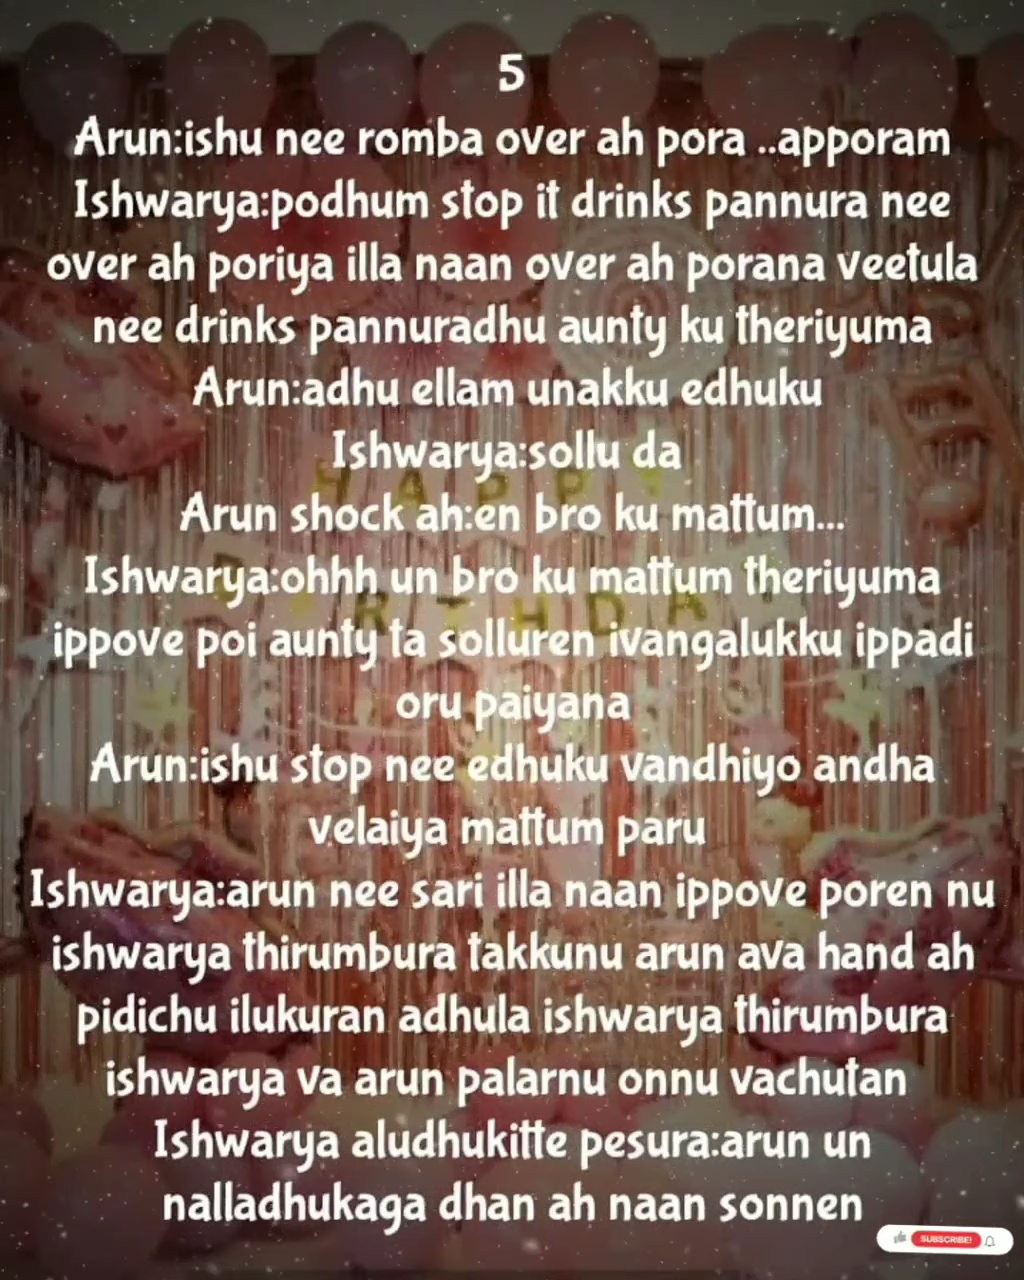 5
Arun:ishu nee romba over ah pora ..apporam
Ishwarya:podhum stop it drinks pannura nee
over ah poriya illa naan over ah porana veetula
nee drinks pannuradhu aunty ku theriyuma
Arun:adhu ellam unakku edhuku
Ishwarya:sollu da
Arun shock ah:en bro ku mattum...
Ishwarya:ohhh un bro ku mattum theriyuma
ippove poi aunty ta solluren ivangalukku ippadi
oru paiyana
Arun:ishu stop nee edhuku vandhiyo andha
velaiya mattum paru
Ishwarya:arun nee sari illa naan ippove poren nu
ishwarya thirumbura takkunu arun ava hand ah
pidichu ilukuran adhula ishwarya thirumbura
ishwarya va arun palarnu onnu vachutan
Ishwarya aludhukitte pesura:arun un
nalladhukaga dhan ah naan sonnen
HAPPY
BIRTHDAY
SUBSCRIBE!